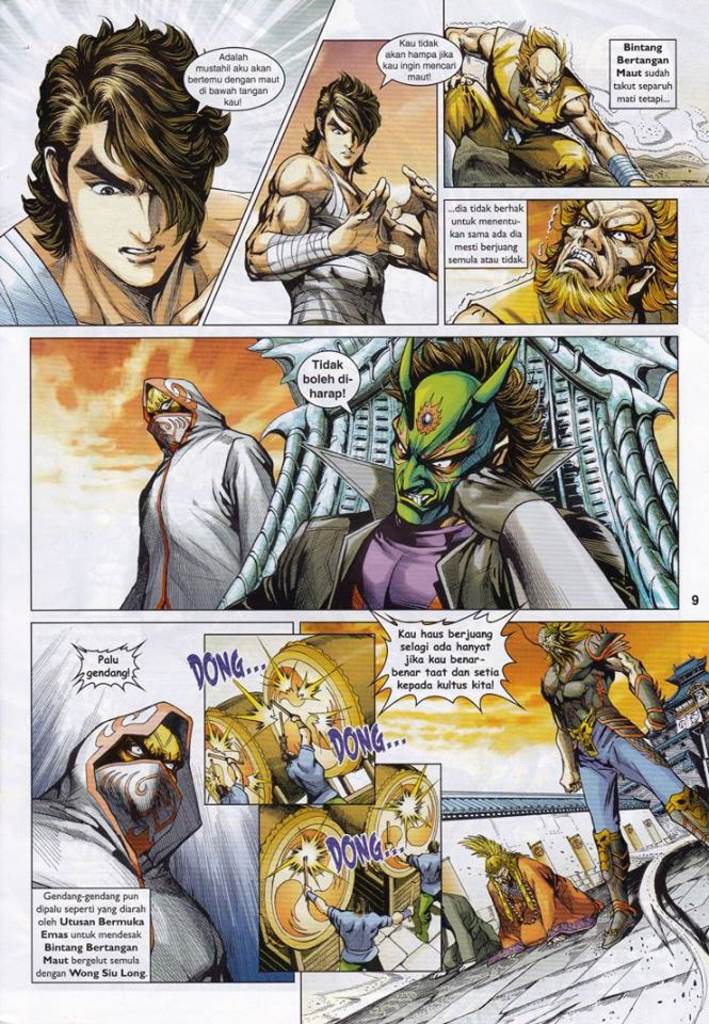 Adalah
mustahil aku akan
bertemu dengan maut
di bawah tangan
kau!
Kau tidak
akan hampa jika
kau ingin mencari
maut!
Bintang
Bertangan
Maut sudah
takut separuh
mati tetapi...
...dia tidak berhak
untuk menentu-
kan sama ada dia
mesti berjuang
semula atau tidak.
Tidak
boleh di-
harap!
9
Palu
gendang!
DONG...
DONG...
DONG...
Gendang-gendang pun
dipalu seperti yang diarah
oleh Utusan Bermuka
Emas untuk mendesak
Bintang Bertangan
Maut bergelut semula
dengan Wong Siu Long.
Kau haus berjuang
selagi ada hanyat
jika kau benar-
benar taat dan setia
kepada kultus kita!